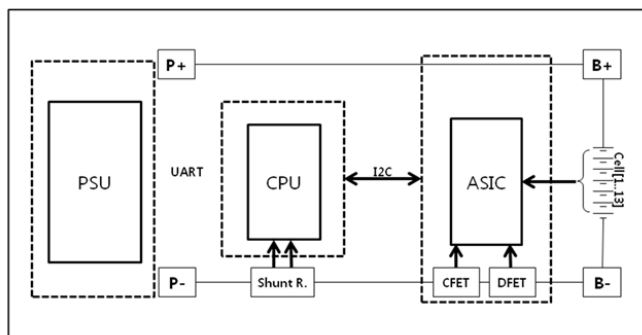 P+
B+
PSU
UART
CPU
I2C
ASIC
Cell[1...13]
P-
Shunt R.
CFET
DFET
B-